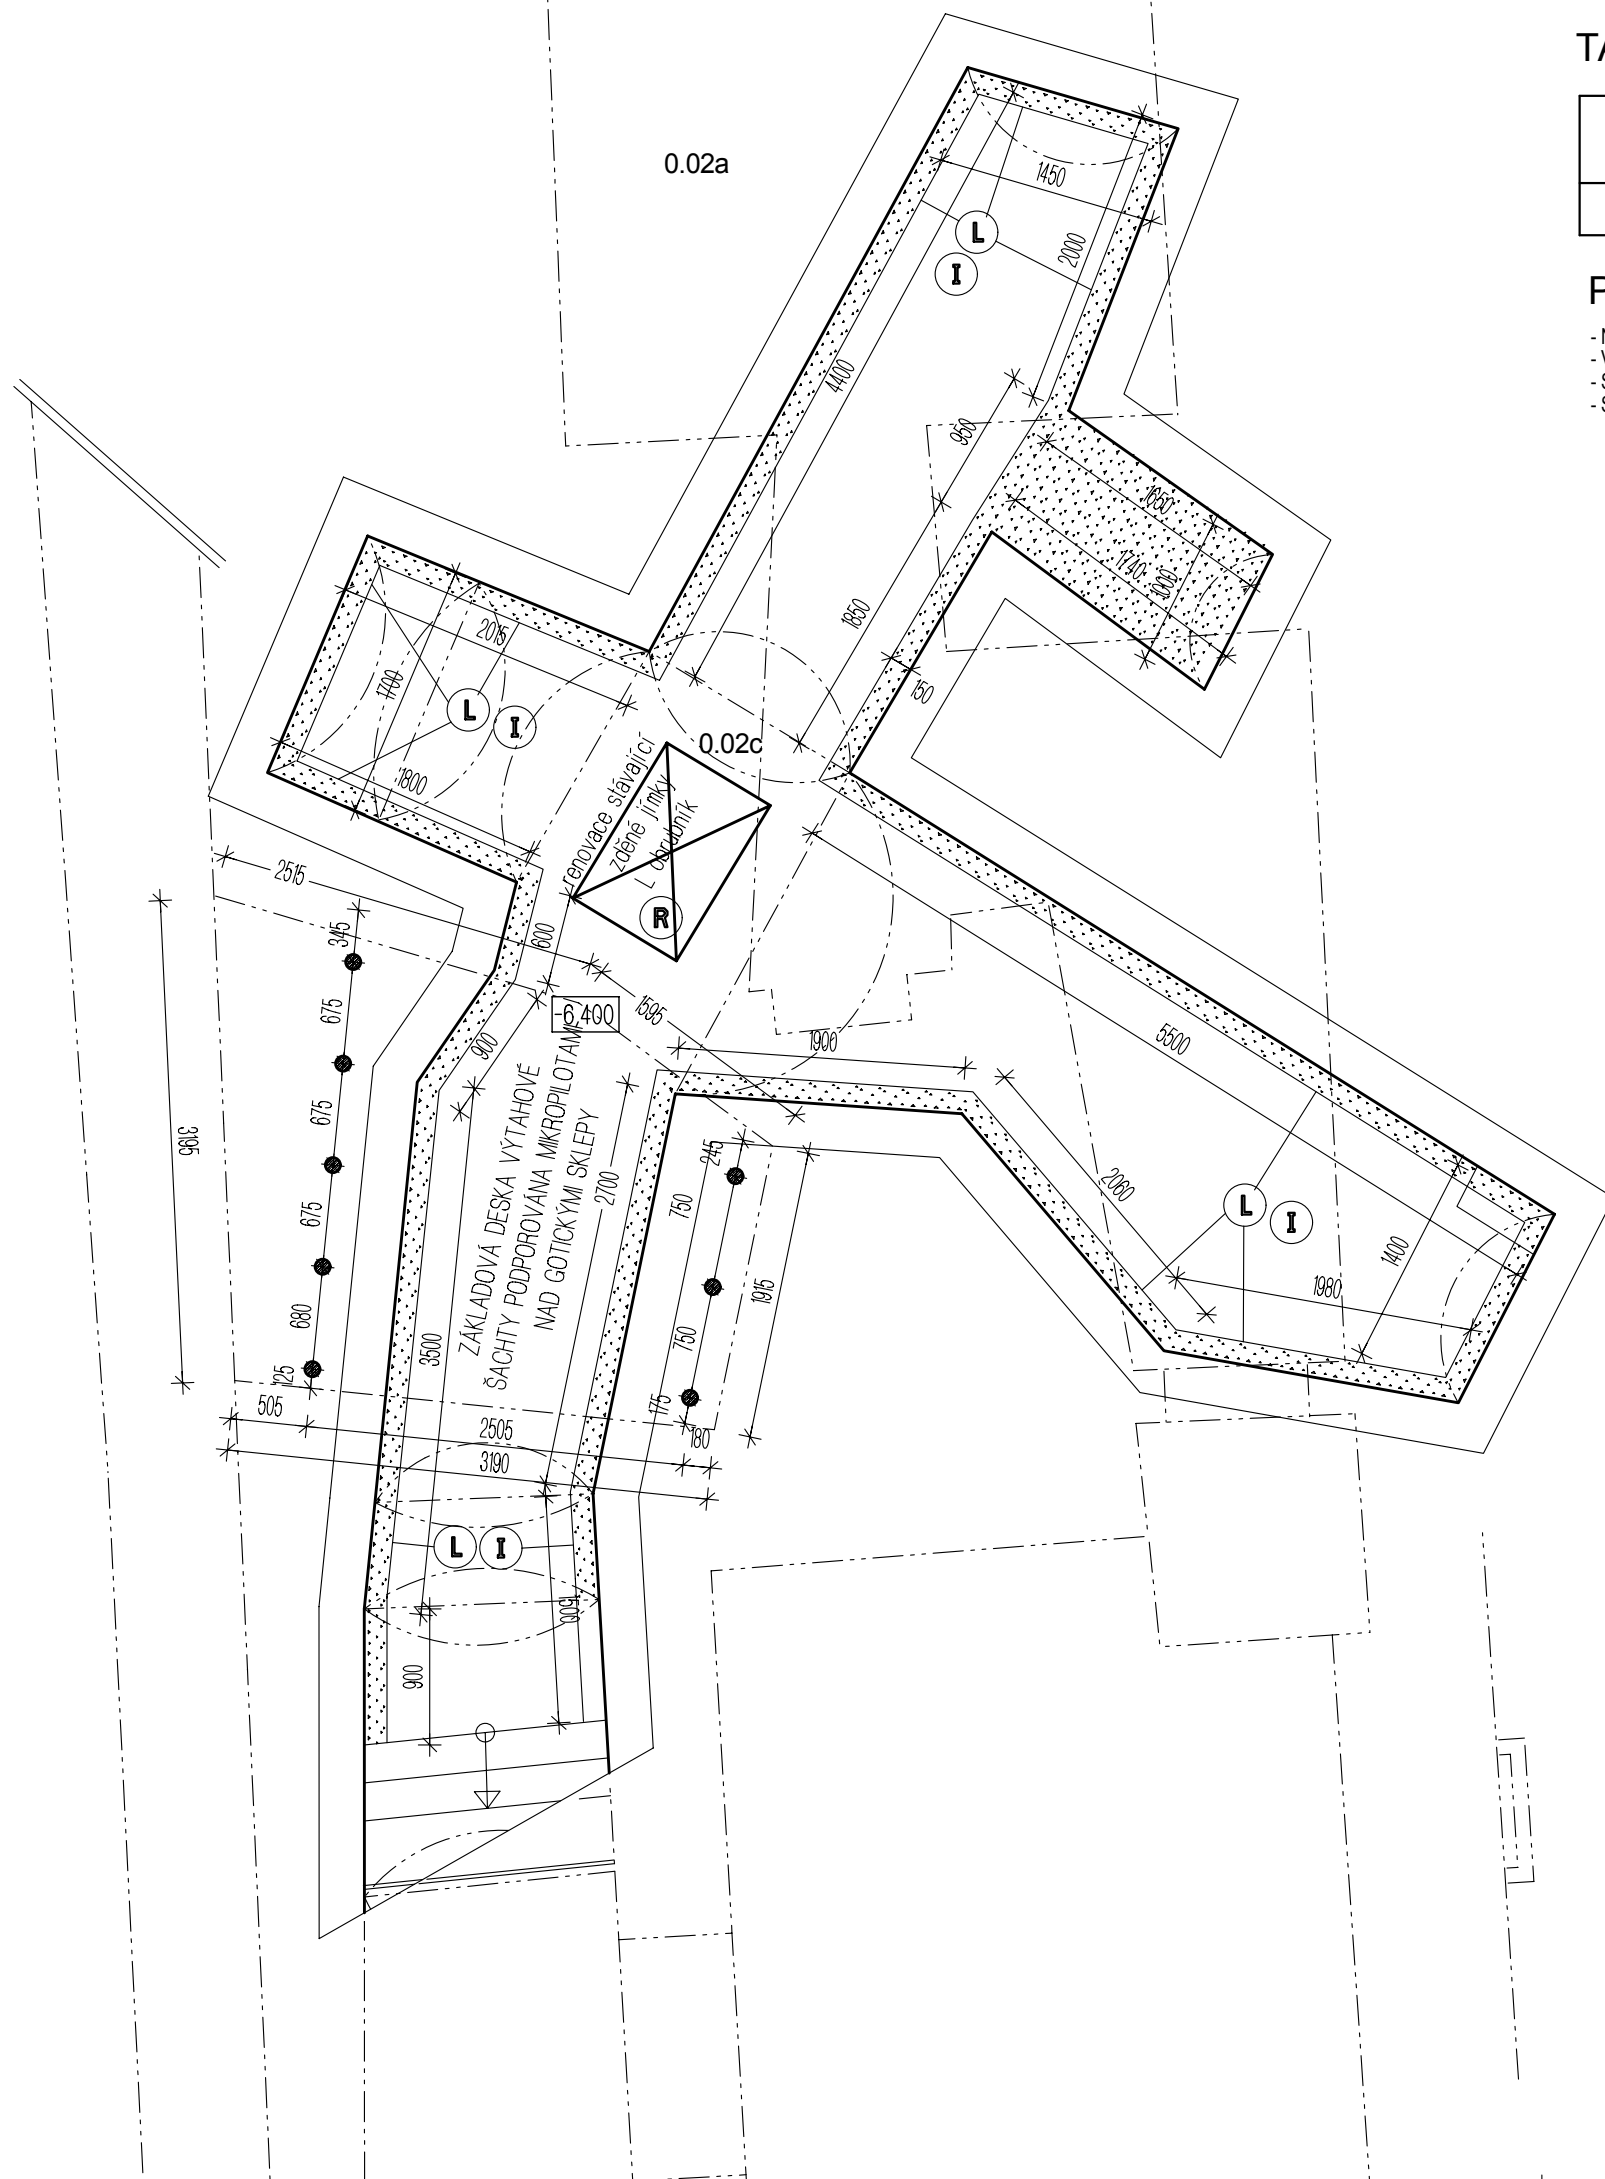 TA
0.02a
1450
L
I
2000
P
4400
950
1650
1740
1000
2015
1850
150
1700
L
I
0.02c
1800
renovace stávající
zděné jímky
L obrubník
R
2515
345
600
675
-6,400
1595
900
1900
5500
675
3195
ZÁKLADOVÁ DESKA VÝTAHOVÉ
ŠACHTY PODPOROVÁNA MIKROPILOTAMI
NAD GOTICKÝMI SKLEPY
2700
245
2060
675
750
L
I
1400
1980
1915
680
3500
750
125
505
175
2505
180
3190
L
I
500
900